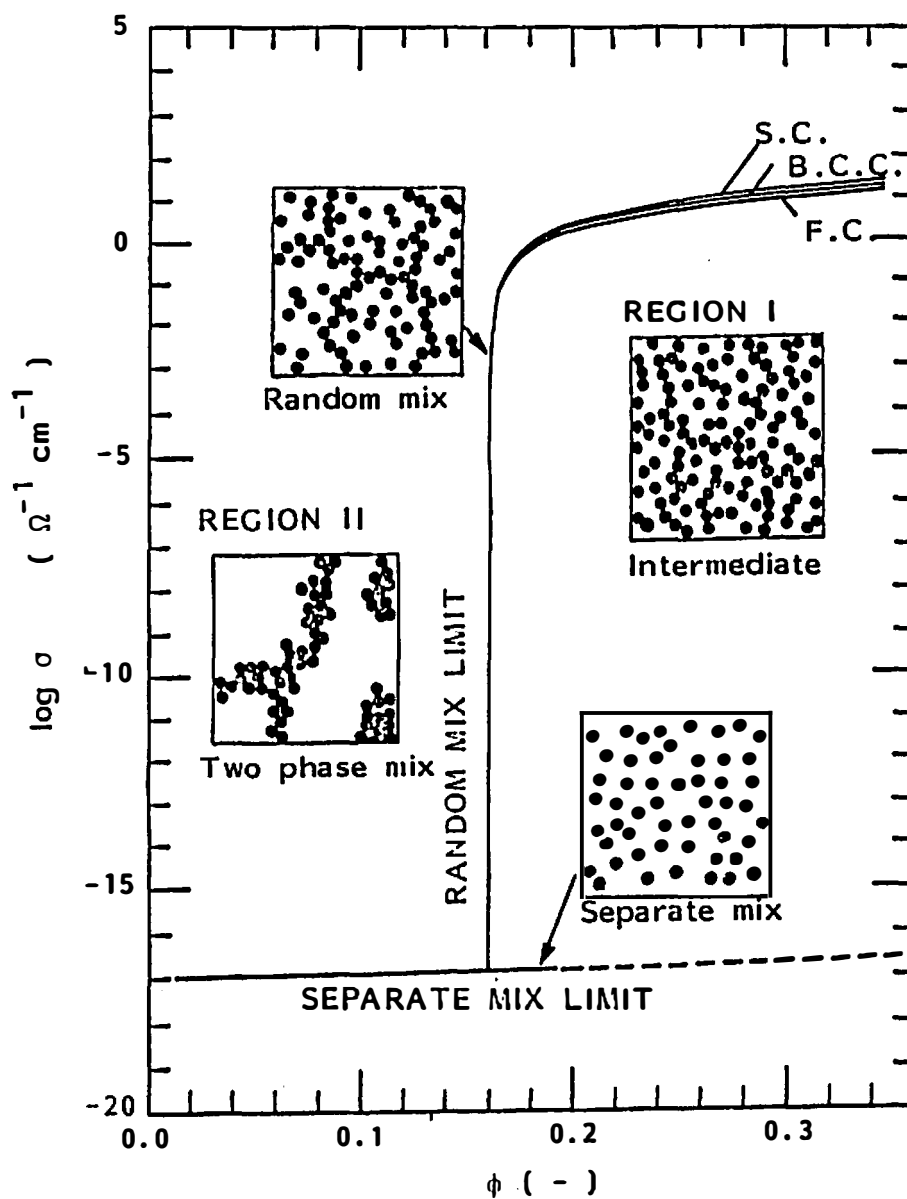 5
0
-5
-10
-15
-20
log σ ( Ω⁻¹ cm⁻¹ )
S.C.
B.C.C.
F.C.
Random mix
REGION I
Intermediate
REGION II
Two phase mix
RANDOM MIX LIMIT
Separate mix
SEPARATE MIX LIMIT
0.0 0.1 0.2 0.3
ϕ ( - )